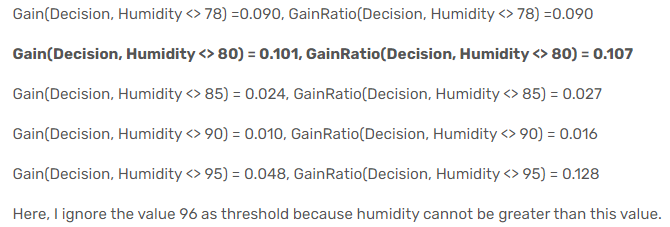 Gain(Decision, Humidity <> 78) =0.090, GainRatio(Decision, Humidity <> 78) =0.090
Gain(Decision, Humidity <> 80) = 0.101, GainRatio(Decision, Humidity <> 80) = 0.107
Gain(Decision, Humidity <> 85) = 0.024, GainRatio(Decision, Humidity <> 85) = 0.027
Gain(Decision, Humidity <> 90) = 0.010, GainRatio(Decision, Humidity <> 90) = 0.016
Gain(Decision, Humidity <> 95) = 0.048, GainRatio(Decision, Humidity <> 95) = 0.128
Here, I ignore the value 96 as threshold because humidity cannot be greater than this value.